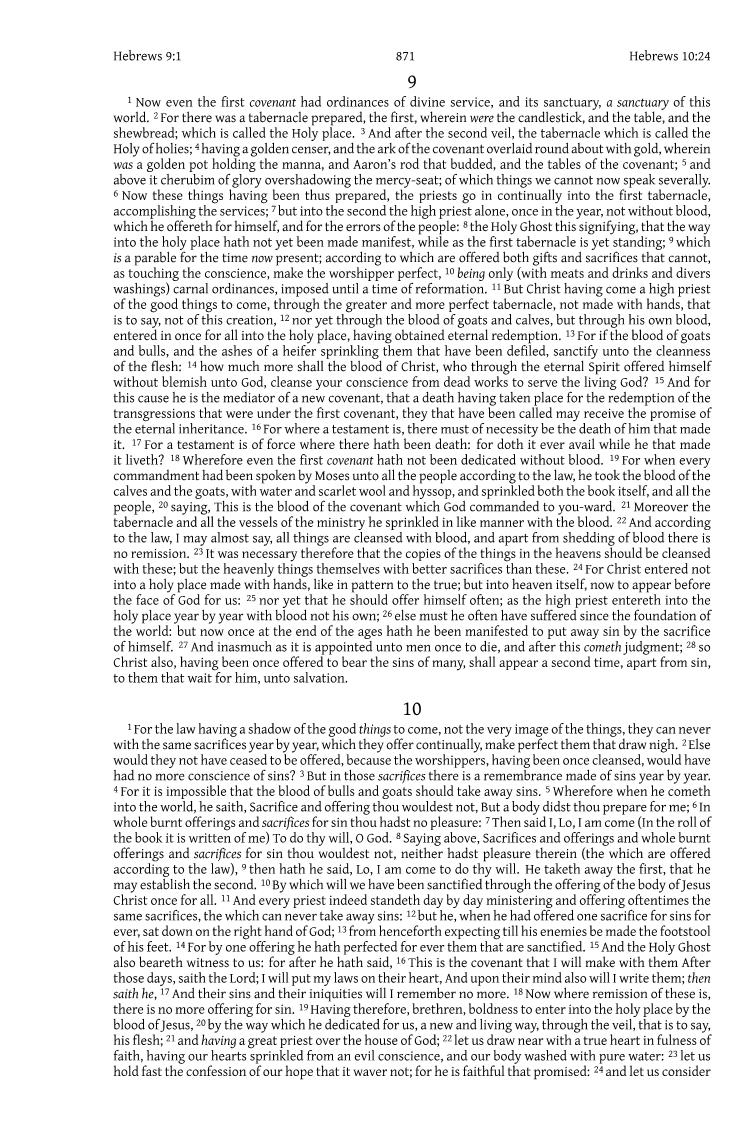 Hebrews 9:1 871 Hebrews 10:24
9
1 Now even the first covenant had ordinances of divine service, and its sanctuary, a sanctuary of this
world. 2 For there was a tabernacle prepared, the first, wherein were the candlestick, and the table, and the
shewbread; which is called the Holy place. 3 And after the second veil, the tabernacle which is called the
Holy of holies; 4 having a golden censer, and the ark of the covenant overlaid round about with gold, wherein
was a golden pot holding the manna, and Aaron’s rod that budded, and the tables of the covenant; 5 and
above it cherubim of glory overshadowing the mercy-seat; of which things we cannot now speak severally.
6 Now these things having been thus prepared, the priests go in continually into the first tabernacle,
accomplishing the services; 7 but into the second the high priest alone, once in the year, not without blood,
which he offereth for himself, and for the errors of the people: 8 the Holy Ghost this signifying, that the way
into the holy place hath not yet been made manifest, while as the first tabernacle is yet standing; 9 which
is a parable for the time now present; according to which are offered both gifts and sacrifices that cannot,
as touching the conscience, make the worshipper perfect, 10 being only (with meats and drinks and divers
washings) carnal ordinances, imposed until a time of reformation. 11 But Christ having come a high priest
of the good things to come, through the greater and more perfect tabernacle, not made with hands, that
is to say, not of this creation, 12 nor yet through the blood of goats and calves, but through his own blood,
entered in once for all into the holy place, having obtained eternal redemption. 13 For if the blood of goats
and bulls, and the ashes of a heifer sprinkling them that have been defiled, sanctify unto the cleanness
of the flesh: 14 how much more shall the blood of Christ, who through the eternal Spirit offered himself
without blemish unto God, cleanse your conscience from dead works to serve the living God? 15 And for
this cause he is the mediator of a new covenant, that a death having taken place for the redemption of the
transgressions that were under the first covenant, they that have been called may receive the promise of
the eternal inheritance. 16 For where a testament is, there must of necessity be the death of him that made
it. 17 For a testament is of force where there hath been death: for doth it ever avail while he that made
it liveth? 18 Wherefore even the first covenant hath not been dedicated without blood. 19 For when every
commandment had been spoken by Moses unto all the people according to the law, he took the blood of the
calves and the goats, with water and scarlet wool and hyssop, and sprinkled both the book itself, and all the
people, 20 saying, This is the blood of the covenant which God commanded to you-ward. 21 Moreover the
tabernacle and all the vessels of the ministry he sprinkled in like manner with the blood. 22 And according
to the law, I may almost say, all things are cleansed with blood, and apart from shedding of blood there is
no remission. 23 It was necessary therefore that the copies of the things in the heavens should be cleansed
with these; but the heavenly things themselves with better sacrifices than these. 24 For Christ entered not
into a holy place made with hands, like in pattern to the true; but into heaven itself, now to appear before
the face of God for us: 25 nor yet that he should offer himself often; as the high priest entereth into the
holy place year by year with blood not his own; 26 else must he often have suffered since the foundation of
the world: but now once at the end of the ages hath he been manifested to put away sin by the sacrifice
of himself. 27 And inasmuch as it is appointed unto men once to die, and after this cometh judgment; 28 so
Christ also, having been once offered to bear the sins of many, shall appear a second time, apart from sin,
to them that wait for him, unto salvation.
10
1 For the law having a shadow of the good things to come, not the very image of the things, they can never
with the same sacrifices year by year, which they offer continually, make perfect them that draw nigh. 2 Else
would they not have ceased to be offered, because the worshippers, having been once cleansed, would have
had no more conscience of sins? 3 But in those sacrifices there is a remembrance made of sins year by year.
4 For it is impossible that the blood of bulls and goats should take away sins. 5 Wherefore when he cometh
into the world, he saith, Sacrifice and offering thou wouldest not, But a body didst thou prepare for me; 6 In
whole burnt offerings and sacrifices for sin thou hadst no pleasure: 7 Then said I, Lo, I am come (In the roll of
the book it is written of me) To do thy will, O God. 8 Saying above, Sacrifices and offerings and whole burnt
offerings and sacrifices for sin thou wouldest not, neither hadst pleasure therein (the which are offered
according to the law), 9 then hath he said, Lo, I am come to do thy will. He taketh away the first, that he
may establish the second. 10 By which will we have been sanctified through the offering of the body of Jesus
Christ once for all. 11 And every priest indeed standeth day by day ministering and offering oftentimes the
same sacrifices, the which can never take away sins: 12 but he, when he had offered one sacrifice for sins for
ever, sat down on the right hand of God; 13 from henceforth expecting till his enemies be made the footstool
of his feet. 14 For by one offering he hath perfected for ever them that are sanctified. 15 And the Holy Ghost
also beareth witness to us: for after he hath said, 16 This is the covenant that I will make with them After
those days, saith the Lord; I will put my laws on their heart, And upon their mind also will I write them; then
saith he, 17 And their sins and their iniquities will I remember no more. 18 Now where remission of these is,
there is no more offering for sin. 19 Having therefore, brethren, boldness to enter into the holy place by the
blood of Jesus, 20 by the way which he dedicated for us, a new and living way, through the veil, that is to say,
his flesh; 21 and having a great priest over the house of God; 22 let us draw near with a true heart in fulness of
faith, having our hearts sprinkled from an evil conscience, and our body washed with pure water: 23 let us
hold fast the confession of our hope that it waver not; for he is faithful that promised: 24 and let us consider